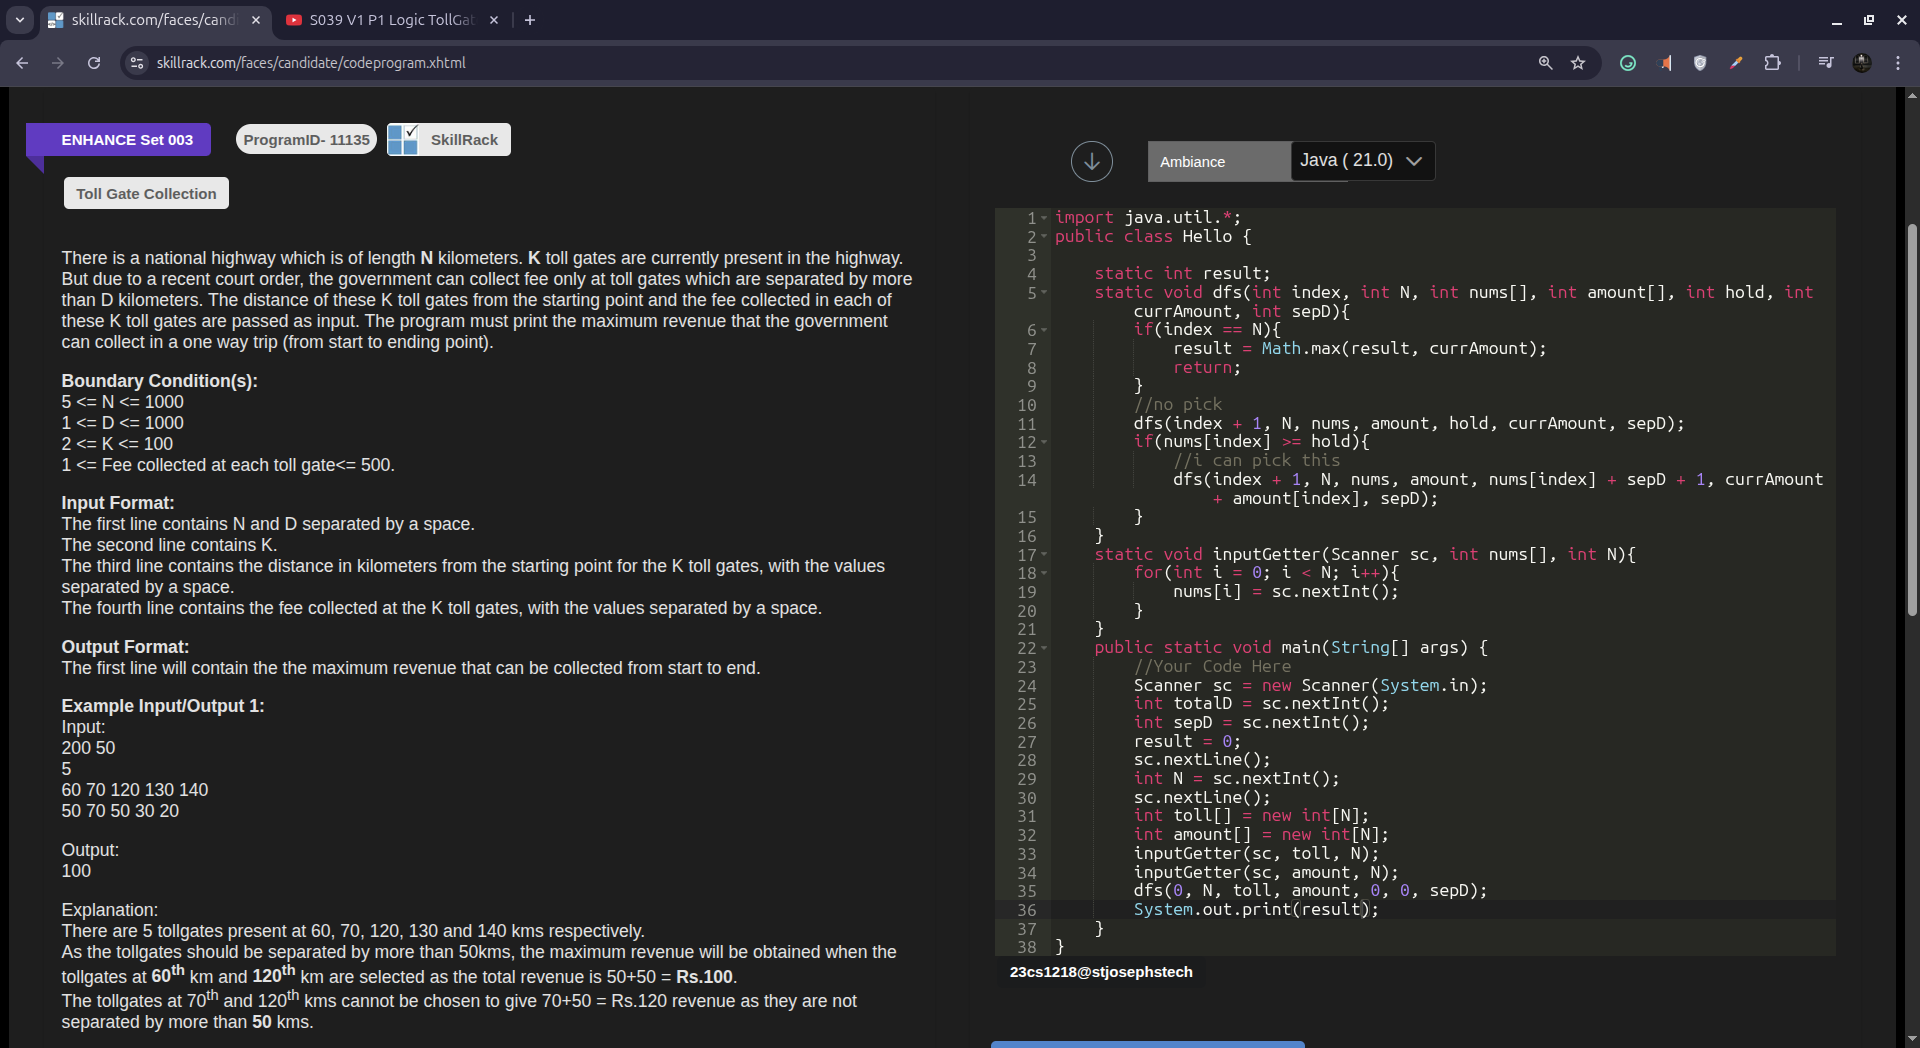 skillrack.com/faces/cand
S039 V1 P1 Logic TollGat
skillrack.com/faces/candidate/codeprogram.xhtml
ENHANCE Set 003
ProgramID- 11135
SkillRack
Toll Gate Collection
There is a national highway which is of length N kilometers. K toll gates are currently present in the highway.
But due to a recent court order, the government can collect fee only at toll gates which are separated by more
than D kilometers. The distance of these K toll gates from the starting point and the fee collected in each of
these K toll gates are passed as input. The program must print the maximum revenue that the government
can collect in a one way trip (from start to ending point).
Boundary Condition(s):
5 <= N <= 1000
1 <= D <= 1000
2 <= K <= 100
1 <= Fee collected at each toll gate<= 500.
Input Format:
The first line contains N and D separated by a space.
The second line contains K.
The third line contains the distance in kilometers from the starting point for the K toll gates, with the values
separated by a space.
The fourth line contains the fee collected at the K toll gates, with the values separated by a space.
Output Format:
The first line will contain the the maximum revenue that can be collected from start to end.
Example Input/Output 1:
Input:
200 50
5
60 70 120 130 140
50 70 50 30 20
Output:
100
Explanation:
There are 5 tollgates present at 60, 70, 120, 130 and 140 kms respectively.
As the tollgates should be separated by more than 50kms, the maximum revenue will be obtained when the
tollgates at 60th km and 120th km are selected as the total revenue is 50+50 = Rs.100.
The tollgates at 70th and 120th kms cannot be chosen to give 70+50 = Rs.120 revenue as they are not
separated by more than 50 kms.
Ambiance
Java ( 21.0)
1 import java.util.*;
2 public class Hello {
3
4 static int result;
5 static void dfs(int index, int N, int nums[], int amount[], int hold, int
currAmount, int sepD){
6 if(index == N){
7 result = Math.max(result, currAmount);
8 return;
9 }
10 //no pick
11 dfs(index + 1, N, nums, amount, hold, currAmount, sepD);
12 if(nums[index] >= hold){
13 //i can pick this
14 dfs(index + 1, N, nums, amount, nums[index] + sepD + 1, currAmount
+ amount[index], sepD);
15 }
16 }
17 static void inputGetter(Scanner sc, int nums[], int N){
18 for(int i = 0; i < N; i++){
19 nums[i] = sc.nextInt();
20 }
21 }
22 public static void main(String[] args) {
23 //Your Code Here
24 Scanner sc = new Scanner(System.in);
25 int totalD = sc.nextInt();
26 int sepD = sc.nextInt();
27 result = 0;
28 sc.nextLine();
29 int N = sc.nextInt();
30 sc.nextLine();
31 int toll[] = new int[N];
32 int amount[] = new int[N];
33 inputGetter(sc, toll, N);
34 inputGetter(sc, amount, N);
35 dfs(0, N, toll, amount, 0, 0, sepD);
36 System.out.print(result);
37 }
38 }
23cs1218@stjosephstech